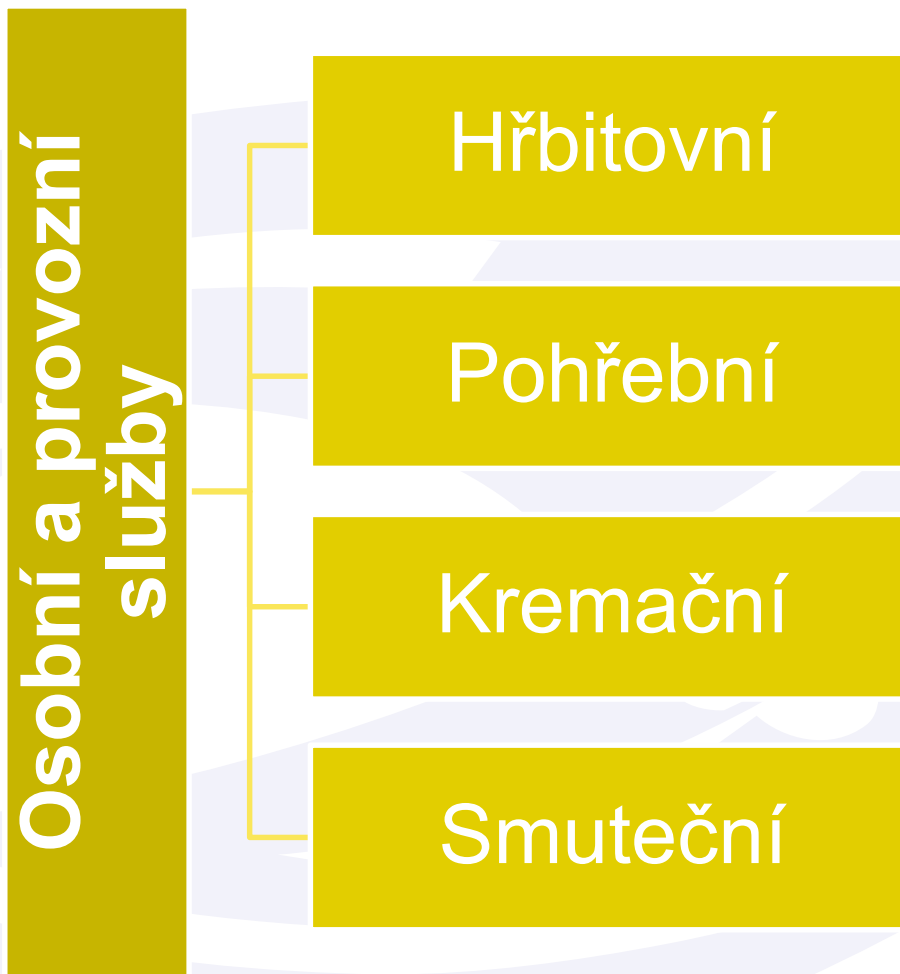 Osobní a provozní
služby
Hřbitovní
Pohřební
Kremační
Smuteční